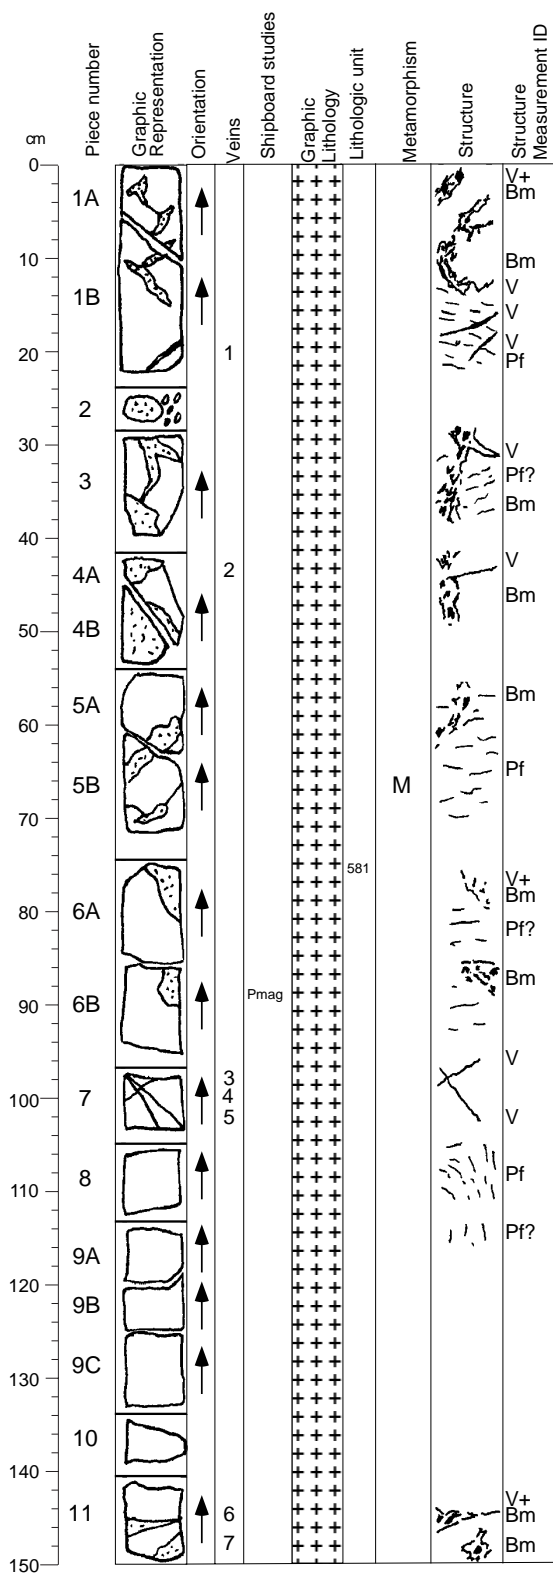 cm
Piece number
Graphic
Representation
Orientation
Veins
Shipboard studies
Graphic
Lithology
Lithologic unit
Metamorphism
Structure
Structure
Measurement ID
0
V+
1A
Bm
10
Bm
1B
V
V
V
20
1
Pf
2
30
V
3
Pf?
Bm
40
V
4A
2
Bm
50
4B
5A
Bm
60
Pf
5B
M
70
581
V+
80
6A
Bm
Pf?
Bm
90
6B
Pmag
V
3
100
7
4
5
V
8
Pf
110
Pf?
9A
120
9B
9C
130
10
140
V+
11
6
Bm
7
Bm
150